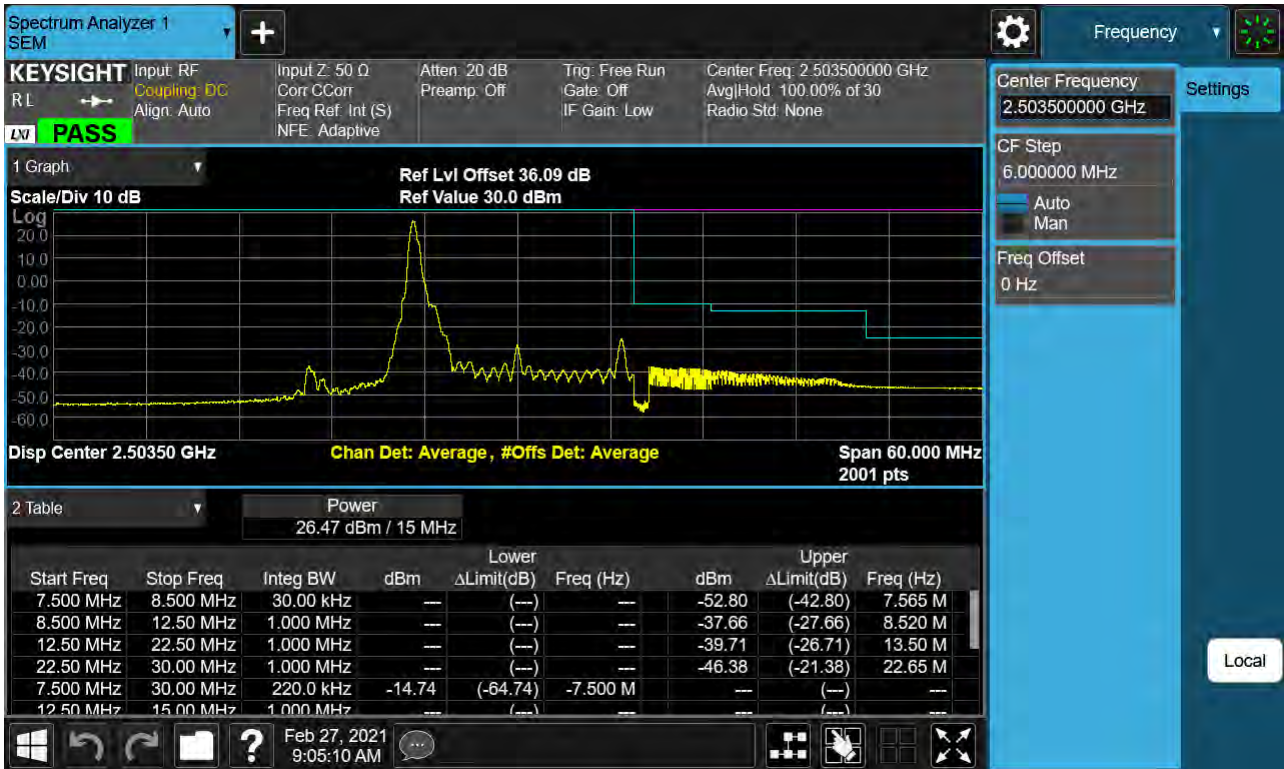 Spectrum Analyzer 1
SEM
+
Frequency
KEYSIGHT
R L
LXI
PASS
Input: RF
Coupling: DC
Align: Auto
Input Z: 50 Ω
Corr CCorr
Freq Ref: Int (S)
NFE: Adaptive
Atten: 20 dB
Preamp: Off
Trig: Free Run
Gate: Off
IF Gain: Low
Center Freq: 2.503500000 GHz
Avg|Hold: 100.00% of 30
Radio Std: None
Center Frequency
2.503500000 GHz
Settings
CF Step
6.000000 MHz
Auto
Man
Freq Offset
0 Hz
Local
1 Graph
Scale/Div 10 dB
Ref Lvl Offset 36.09 dB
Ref Value 30.0 dBm
Log
20.0
10.0
0.00
-10.0
-20.0
-30.0
-40.0
-50.0
-60.0
Disp Center 2.50350 GHz
Chan Det: Average, #Offs Det: Average
Span 60.000 MHz
2001 pts
2 Table
Power
26.47 dBm / 15 MHz
Lower Upper
Start Freq Stop Freq Integ BW dBm ΔLimit(dB) Freq (Hz) dBm ΔLimit(dB) Freq (Hz)
7.500 MHz 8.500 MHz 30.00 kHz --- (---) --- -52.80 (-42.80) 7.565 M
8.500 MHz 12.50 MHz 1.000 MHz --- (---) --- -37.66 (-27.66) 8.520 M
12.50 MHz 22.50 MHz 1.000 MHz --- (---) --- -39.71 (-26.71) 13.50 M
22.50 MHz 30.00 MHz 1.000 MHz --- (---) --- -46.38 (-21.38) 22.65 M
7.500 MHz 30.00 MHz 220.0 kHz -14.74 (-64.74) -7.500 M --- (---) ---
12.50 MHz 15.00 MHz 1.000 MHz --- (---) --- --- (---) ---
?
Feb 27, 2021
9:05:10 AM